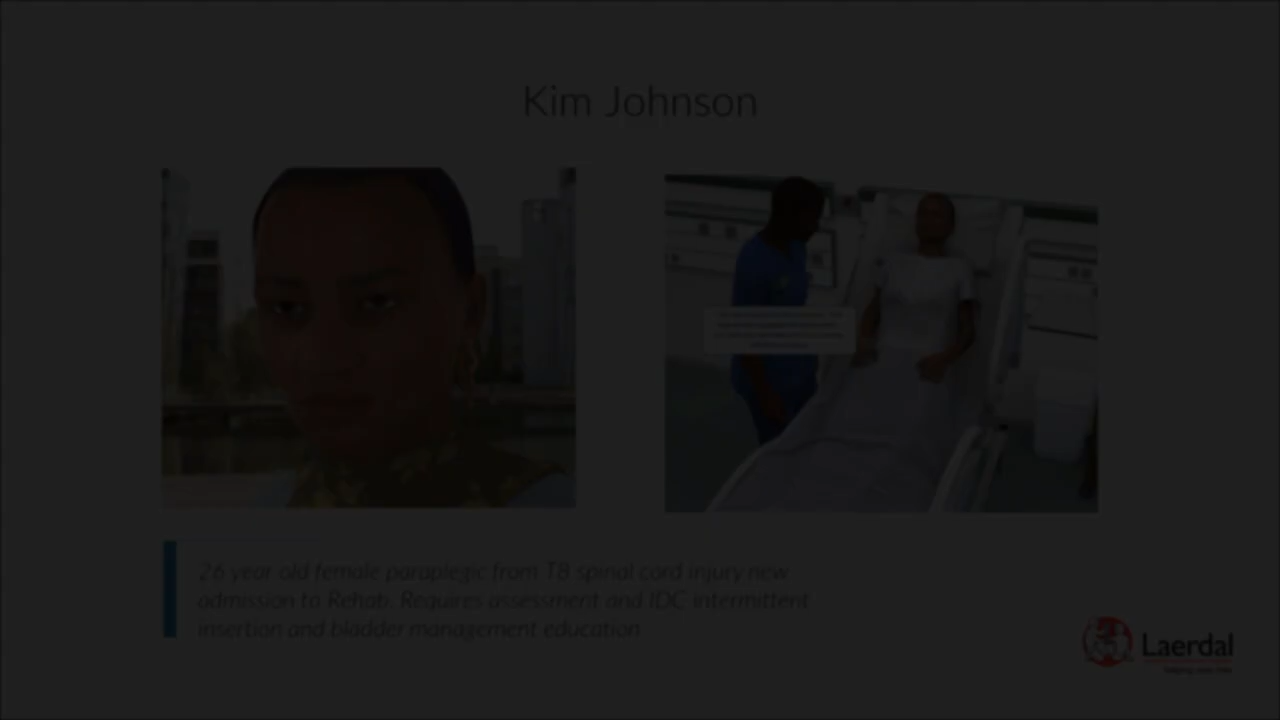 Kim Johnson
26 year old female paraplegic from T8 spinal cord injury new
admission to Rehab. Requires assessment and IDC intermittent
insertion and bladder management education
Laerdal